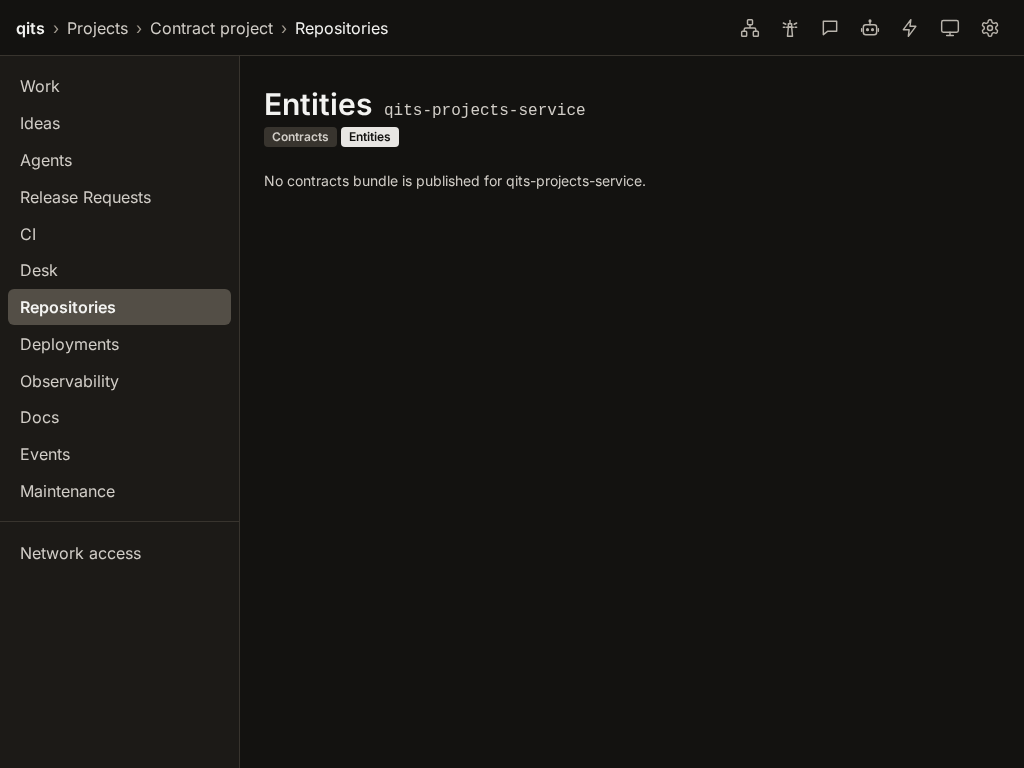 qits › Projects › Contract project › Repositories
Work
Ideas
Agents
Release Requests
CI
Desk
Repositories
Deployments
Observability
Docs
Events
Maintenance
Network access
Entities qits-projects-service
Contracts Entities
No contracts bundle is published for qits-projects-service.